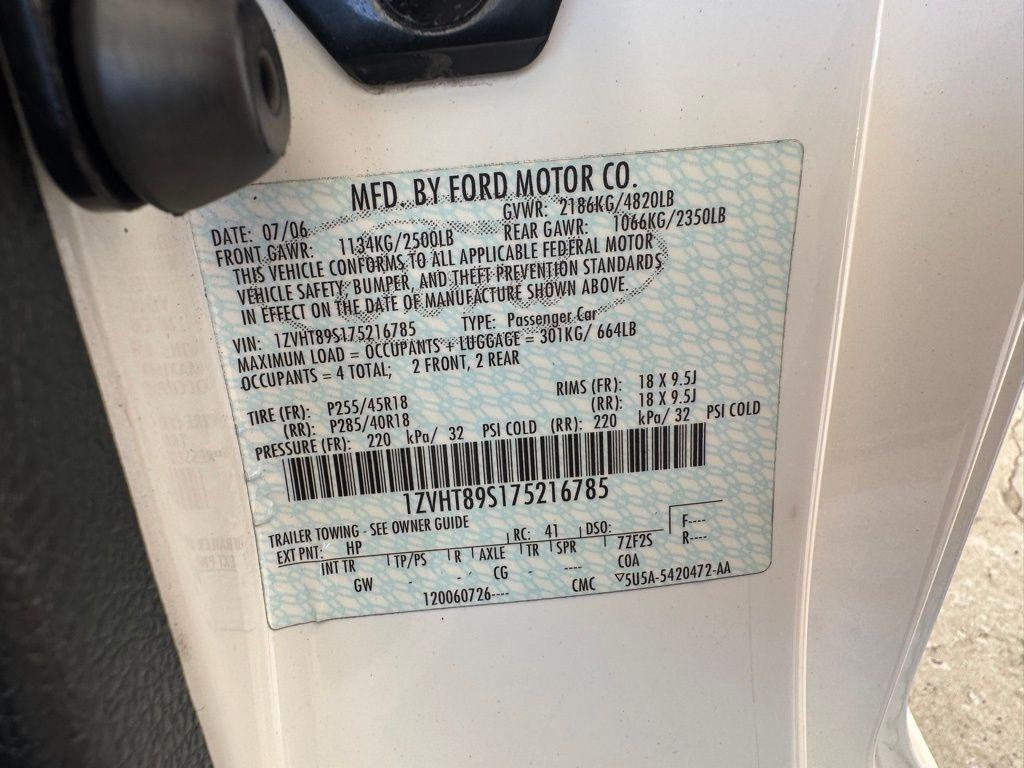 MFD. BY FORD MOTOR CO.
DATE: 07/06 GVWR: 2186KG/4820LB
FRONT GAWR: 1134KG/2500LB REAR GAWR: 1066KG/2350LB
THIS VEHICLE CONFORMS TO ALL APPLICABLE FEDERAL MOTOR
VEHICLE SAFETY, BUMPER, AND THEFT PREVENTION STANDARDS
IN EFFECT ON THE DATE OF MANUFACTURE SHOWN ABOVE.
VIN: 1ZVHT89S175216785 TYPE: Passenger Car
MAXIMUM LOAD = OCCUPANTS + LUGGAGE = 301KG/ 664LB
OCCUPANTS = 4 TOTAL; 2 FRONT, 2 REAR
TIRE (FR): P255/45R18 RIMS (FR): 18 X 9.5J
(RR): P285/40R18 (RR): 18 X 9.5J
PRESSURE (FR): 220 kPa/ 32 PSI COLD (RR): 220 kPa/ 32 PSI COLD
1ZVHT89S175216785
TRAILER TOWING - SEE OWNER GUIDE
EXT PNT: HP RC: 41 DSO: F----
INT TR TP/PS R AXLE TR SPR 7ZF2S R----
GW - - - CG -- ---- COA
120060726---- CMC ▽5U5A-5420472-AA